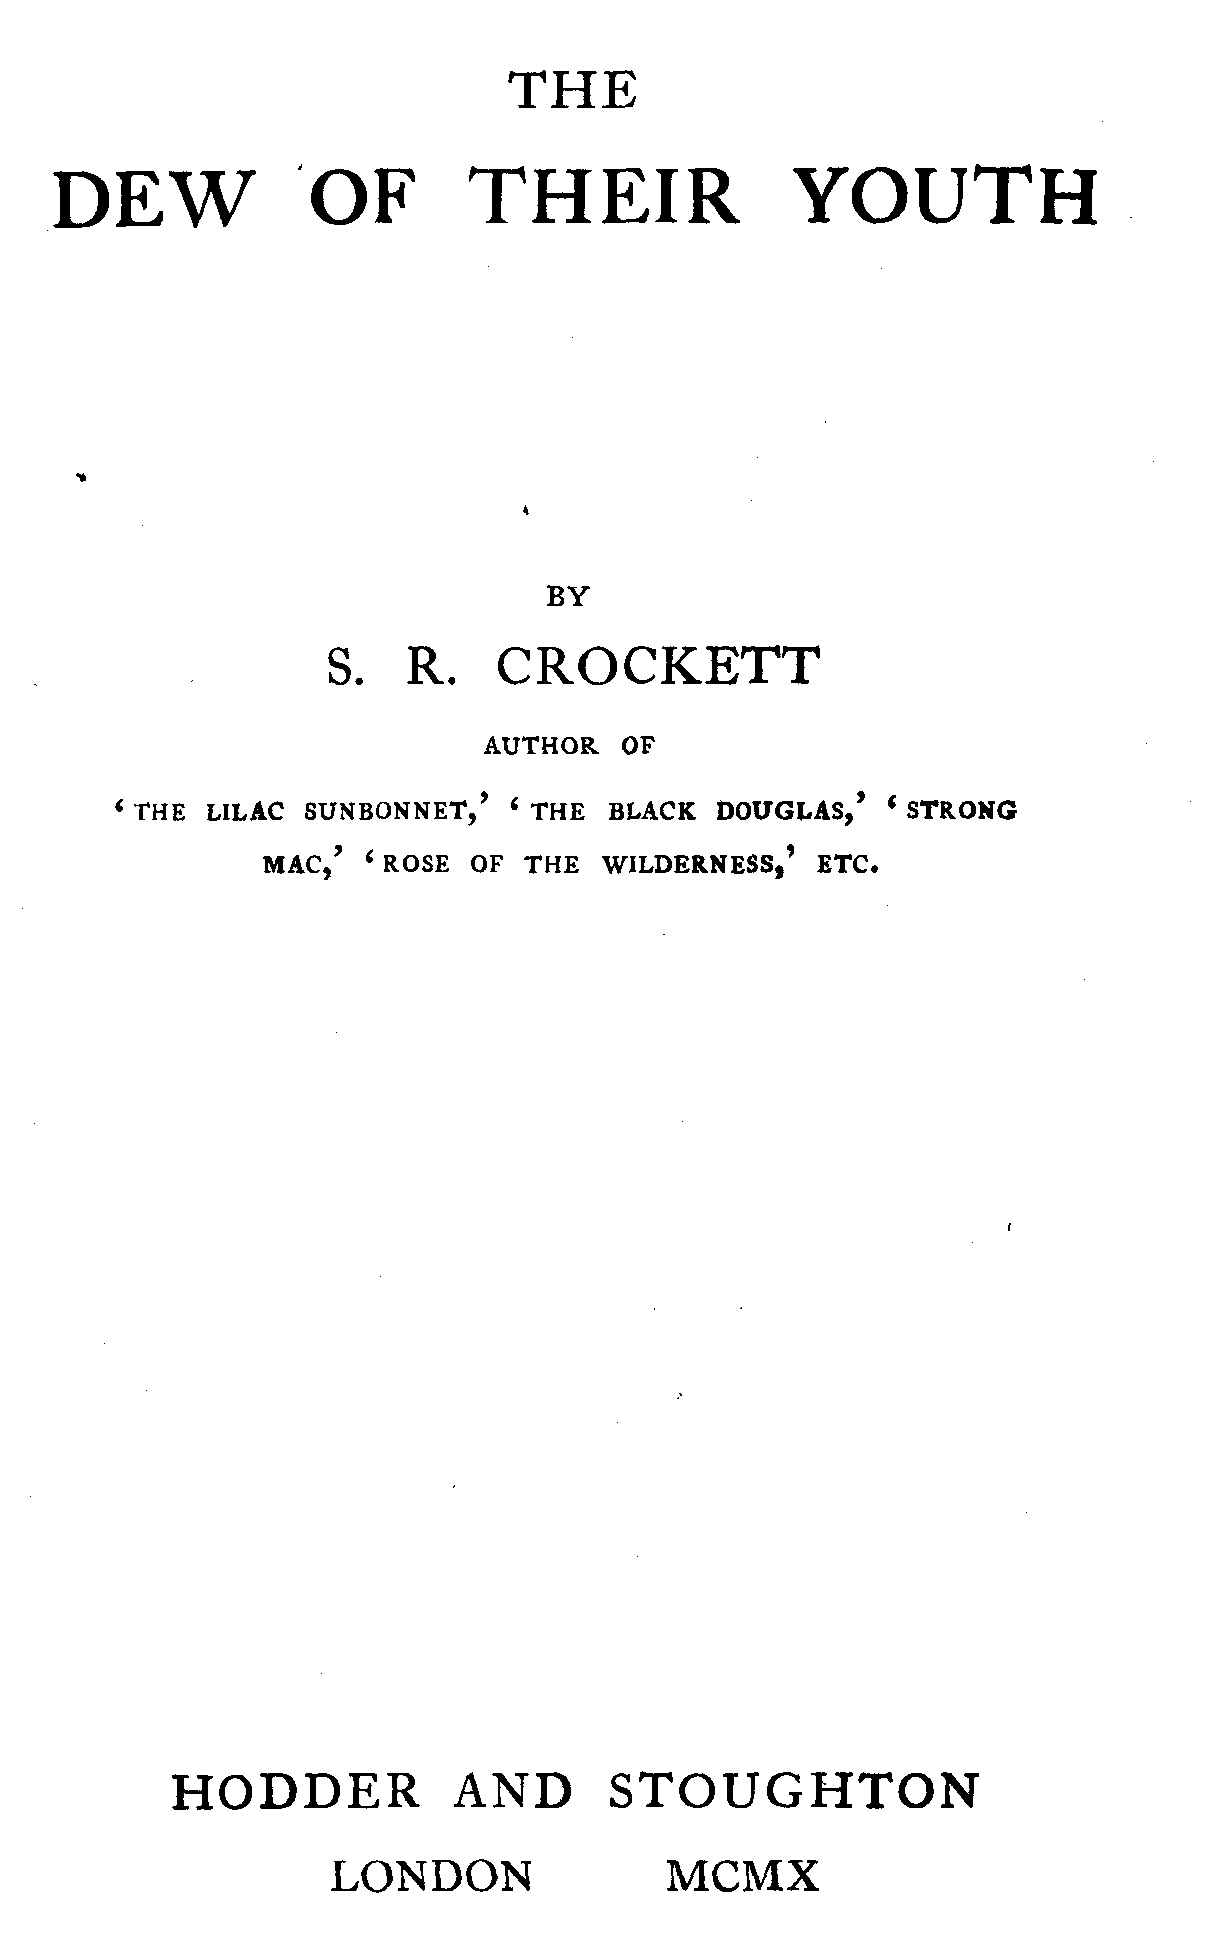 THE
DEW OF THEIR YOUTH
BY
S. R. CROCKETT
AUTHOR OF
‘THE LILAC SUNBONNET,’ ‘THE BLACK DOUGLAS,’ ‘STRONG
MAC,’ ‘ROSE OF THE WILDERNESS,’ ETC.
HODDER AND STOUGHTON
LONDON MCMX